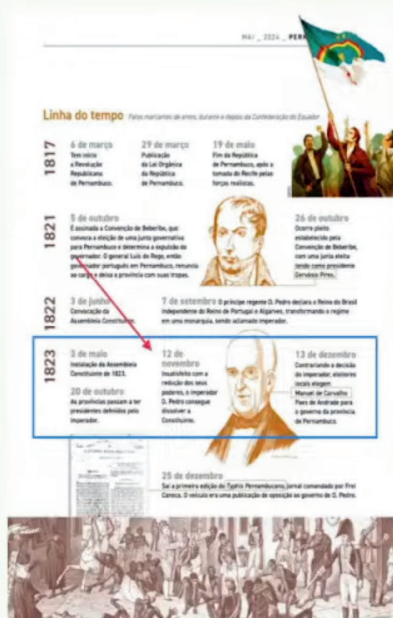 MAI _ 2024 _ PERN
Linha do tempo Fatos marcantes de antes, durante e depois da Confederação do Equador
1817
6 de março
Tem início
a Revolução
Republicana
de Pernambuco.
29 de março
Publicação
da Lei Orgânica
da República
de Pernambuco.
19 de maio
Fim da República
de Pernambuco, após a
tomada do Recife pelas
forças realistas.
1821
5 de outubro
É assinada a Convenção de Beberibe, que
convoca a eleição de uma junta governativa
para Pernambuco e determina a expulsão do
governador. O general Luís do Rego, então
governador português em Pernambuco, renuncia
ao cargo e deixa a província com suas tropas.
26 de outubro
Ocorre pleito
estabelecido pela
Convenção de Beberibe,
com uma junta eleita
tendo como presidente
Gervásio Pires.
1822
3 de junho
Convocação da
Assembleia Constituinte.
7 de setembro O príncipe regente D. Pedro declara o Reino do Brasil
independente do Reino de Portugal e Algarves, transformando o regime
em uma monarquia, sendo aclamado imperador.
1823
3 de maio
Instalação da Assembleia
Constituinte de 1823.
20 de outubro
As províncias passam a ter
presidentes definidos pelo
imperador.
12 de
novembro
Insatisfeito com a
redução dos seus
poderes, o imperador
D. Pedro consegue
dissolver a
Constituinte.
13 de dezembro
Contrariando a decisão
do imperador, eleitores
locais elegem
Manuel de Carvalho
Paes de Andrade para
o governo da província
de Pernambuco.
25 de dezembro
Sai a primeira edição do Typhis Pernambucano, jornal comandado por Frei
Caneca. O veículo era uma publicação de oposição ao governo de D. Pedro.